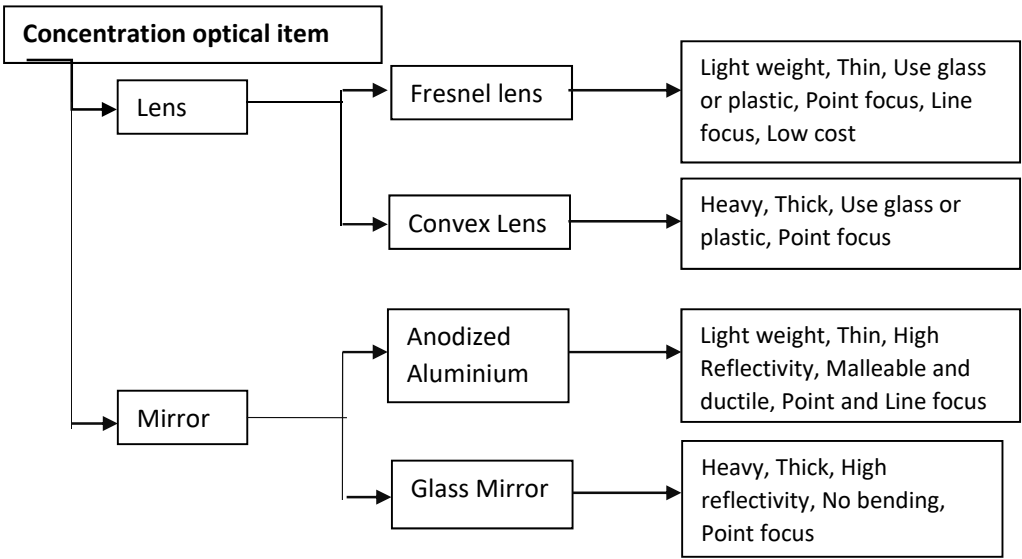 Concentration optical item
Lens
Fresnel lens
Light weight, Thin, Use glass
or plastic, Point focus, Line
focus, Low cost
Convex Lens
Heavy, Thick, Use glass or
plastic, Point focus
Mirror
Anodized
Aluminium
Light weight, Thin, High
Reflectivity, Malleable and
ductile, Point and Line focus
Glass Mirror
Heavy, Thick, High
reflectivity, No bending,
Point focus